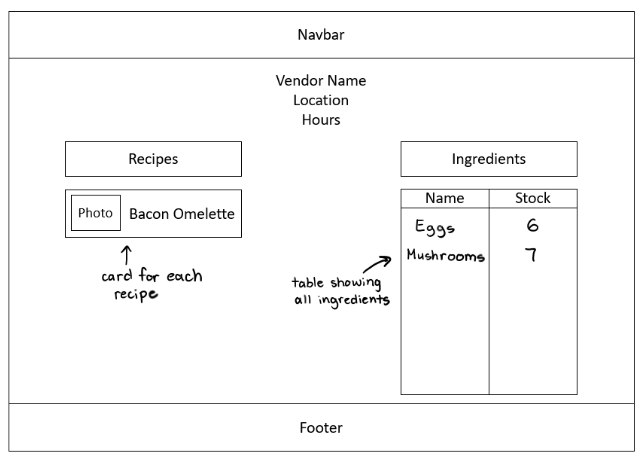 Navbar
Vendor Name
Location
Hours
Recipes
Photo
Bacon Omelette
card for each
recipe
Ingredients
Name Stock
Eggs 6
Mushrooms 7
table showing
all ingredients
Footer